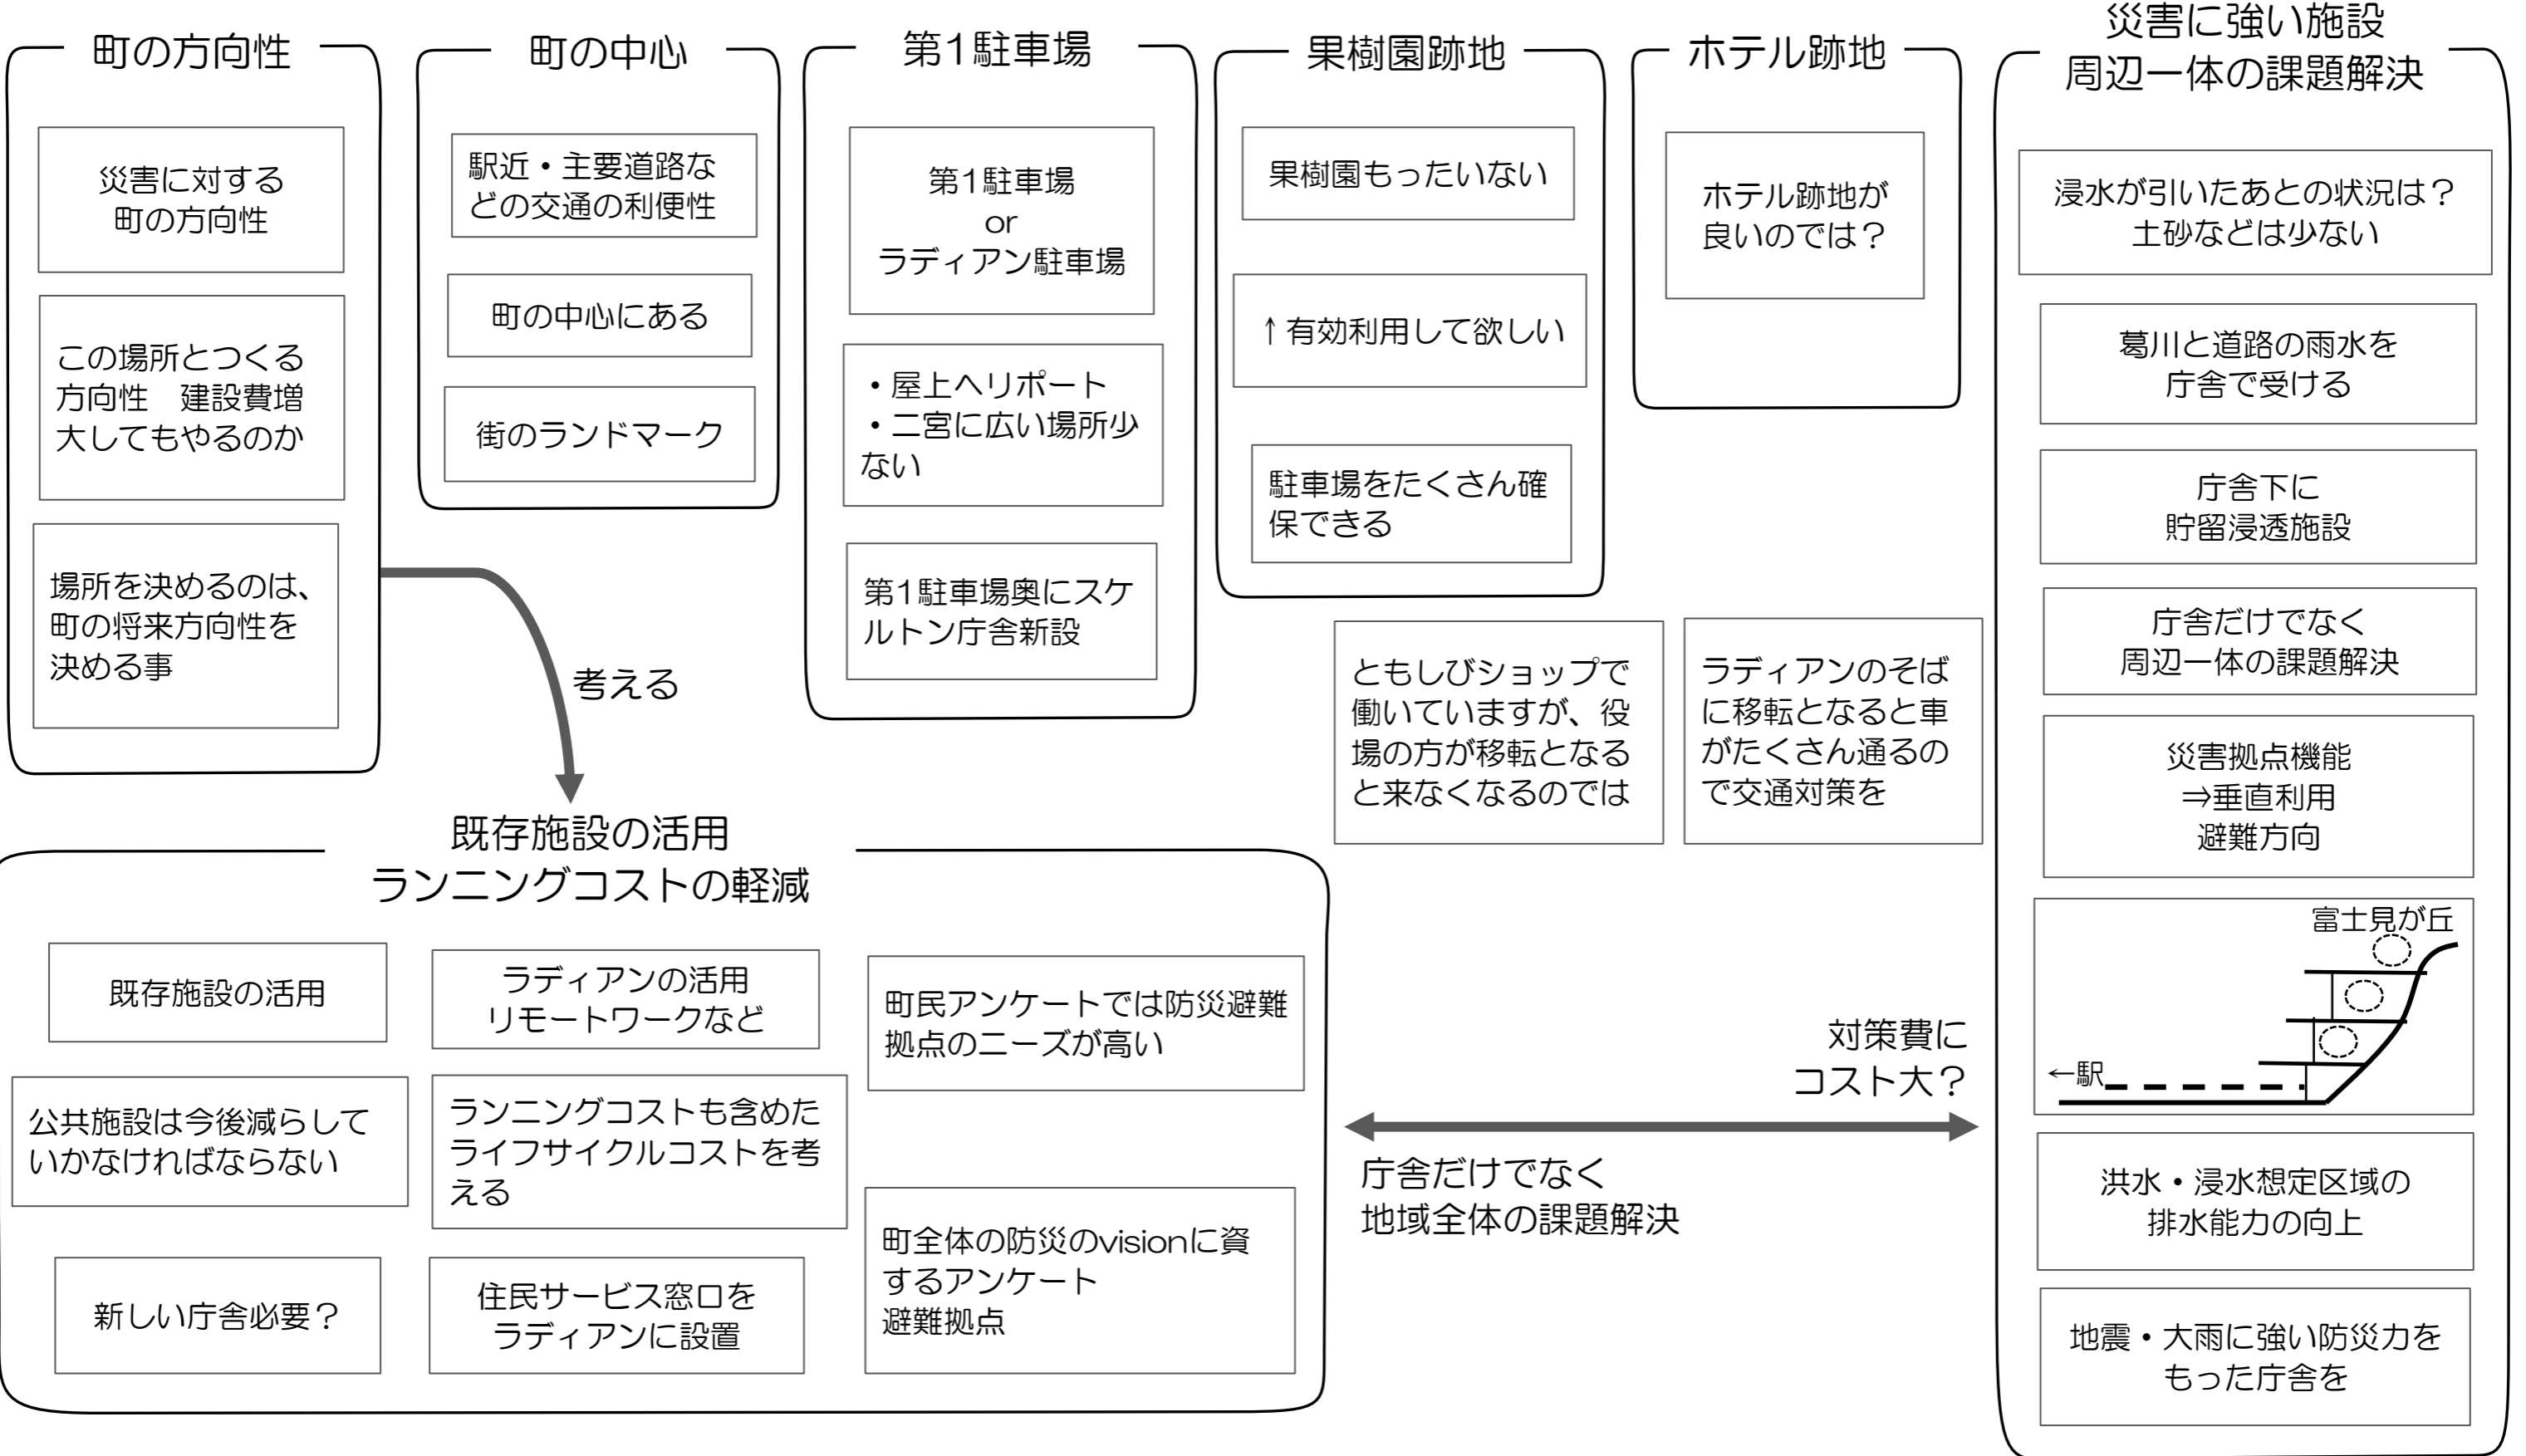 町の方向性
災害に対する
町の方向性
この場所とつくる
方向性　建設費増
大してもやるのか
場所を決めるのは、
町の将来方向性を
決める事
町の中心
駅近・主要道路な
どの交通の利便性
町の中心にある
街のランドマーク
第1駐車場
第1駐車場
or
ラディアン駐車場
・屋上ヘリポート
・二宮に広い場所少
ない
第1駐車場奥にスケ
ルトン庁舎新設
果樹園跡地
果樹園もったいない
↑有効利用して欲しい
駐車場をたくさん確
保できる
ホテル跡地
ホテル跡地が
良いのでは？
災害に強い施設
周辺一体の課題解決
浸水が引いたあとの状況は？
土砂などは少ない
葛川と道路の雨水を
庁舎で受ける
庁舎下に
貯留浸透施設
庁舎だけでなく
周辺一体の課題解決
災害拠点機能
⇒垂直利用
避難方向
富士見が丘
←駅
洪水・浸水想定区域の
排水能力の向上
地震・大雨に強い防災力を
もった庁舎を
考える
ともしびショップで
働いていますが、役
場の方が移転となる
と来なくなるのでは
ラディアンのそば
に移転となると車
がたくさん通るの
で交通対策を
既存施設の活用
ランニングコストの軽減
既存施設の活用
公共施設は今後減らして
いかなければならない
新しい庁舎必要？
ラディアンの活用
リモートワークなど
ランニングコストも含めた
ライフサイクルコストを考
える
住民サービス窓口を
ラディアンに設置
町民アンケートでは防災避難
拠点のニーズが高い
町全体の防災のvisionに資
するアンケート
避難拠点
対策費に
コスト大？
庁舎だけでなく
地域全体の課題解決